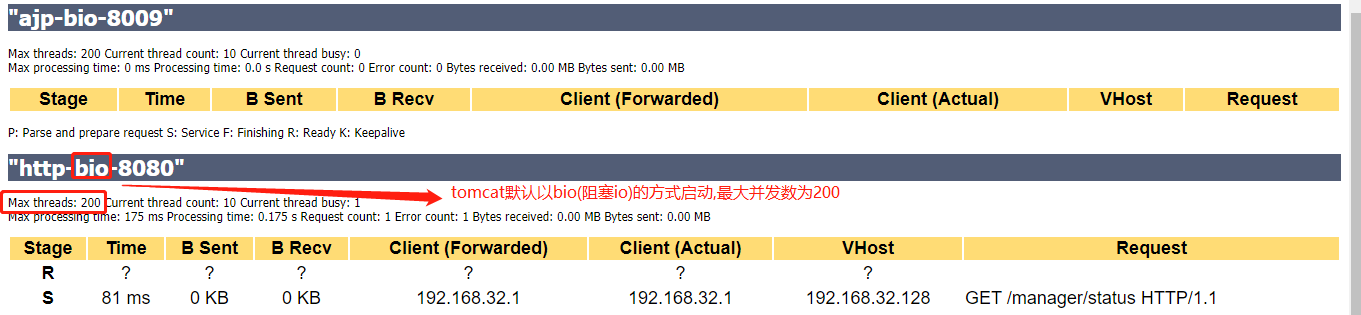 "ajp-bio-8009"
Max threads: 200 Current thread count: 10 Current thread busy: 0
Max processing time: 0 ms Processing time: 0.0 s Request count: 0 Error count: 0 Bytes received: 0.00 MB Bytes sent: 0.00 MB
Stage Time B Sent B Recv Client (Forwarded) Client (Actual) VHost Request
P: Parse and prepare request S: Service F: Finishing R: Ready K: Keepalive
"http-bio-8080"
tomcat默认以bio(阻塞io)的方式启动,最大并发数为200
Max threads: 200 Current thread count: 10 Current thread busy: 1
Max processing time: 175 ms Processing time: 0.175 s Request count: 1 Error count: 1 Bytes received: 0.00 MB Bytes sent: 0.00 MB
Stage Time B Sent B Recv Client (Forwarded) Client (Actual) VHost Request
R ? ? ? ? ? ?
S 81 ms 0 KB 0 KB 192.168.32.1 192.168.32.1 192.168.32.128 GET /manager/status HTTP/1.1